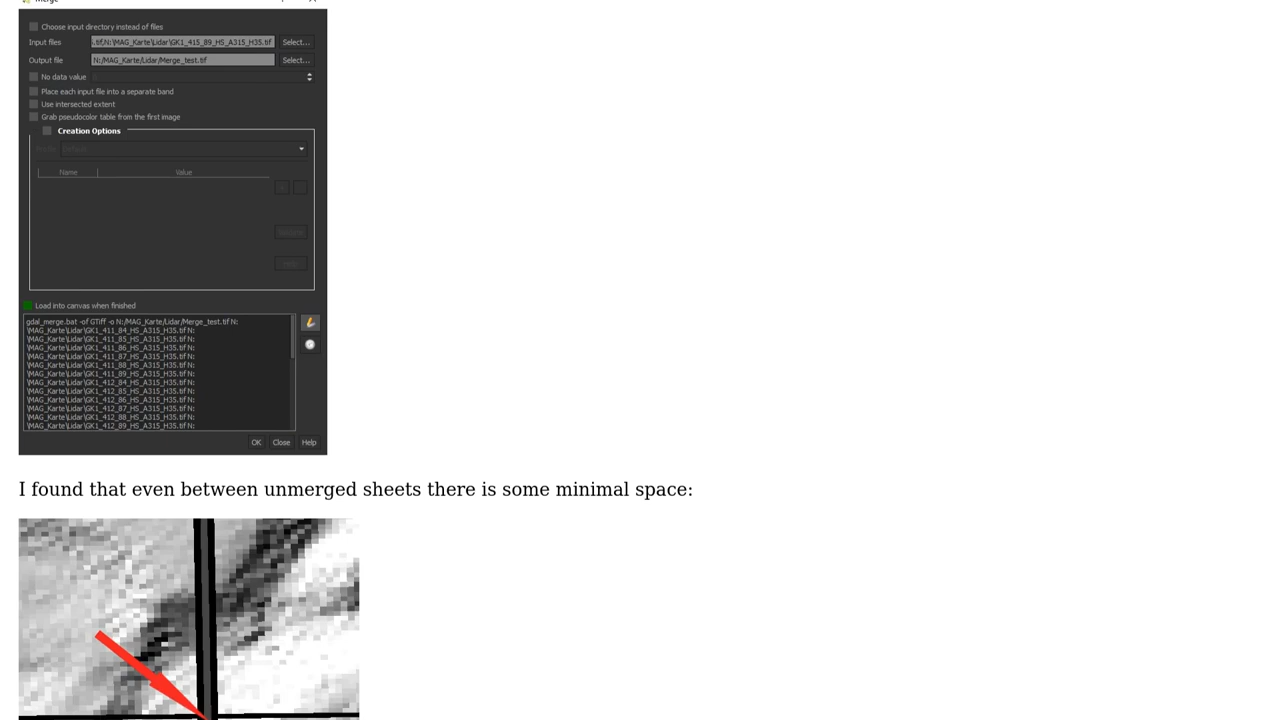 Merge
Choose input directory instead of files
Input files
:.tif,N:\MAG_Karte\Lidar\GK1_415_89_HS_A315_H35.tif
Select...
Output file
N:/MAG_Karte/Lidar/Merge_test.tif
Select...
No data value
Place each input file into a separate band
Use intersected extent
Grab pseudocolor table from the first image
Creation Options
Profile
Default
Name
Value
Load into canvas when finished
gdal_merge.bat -of GTiff -o N:/MAG_Karte/Lidar/Merge_test.tif N:
\MAG_Karte\Lidar\GK1_411_84_HS_A315_H35.tif N:
\MAG_Karte\Lidar\GK1_411_85_HS_A315_H35.tif N:
\MAG_Karte\Lidar\GK1_411_86_HS_A315_H35.tif N:
\MAG_Karte\Lidar\GK1_411_87_HS_A315_H35.tif N:
\MAG_Karte\Lidar\GK1_411_88_HS_A315_H35.tif N:
\MAG_Karte\Lidar\GK1_411_89_HS_A315_H35.tif N:
\MAG_Karte\Lidar\GK1_412_84_HS_A315_H35.tif N:
\MAG_Karte\Lidar\GK1_412_85_HS_A315_H35.tif N:
\MAG_Karte\Lidar\GK1_412_86_HS_A315_H35.tif N:
\MAG_Karte\Lidar\GK1_412_87_HS_A315_H35.tif N:
\MAG_Karte\Lidar\GK1_412_88_HS_A315_H35.tif N:
\MAG_Karte\Lidar\GK1_412_89_HS_A315_H35.tif N:
OK
Close
Help
I found that even between unmerged sheets there is some minimal space: